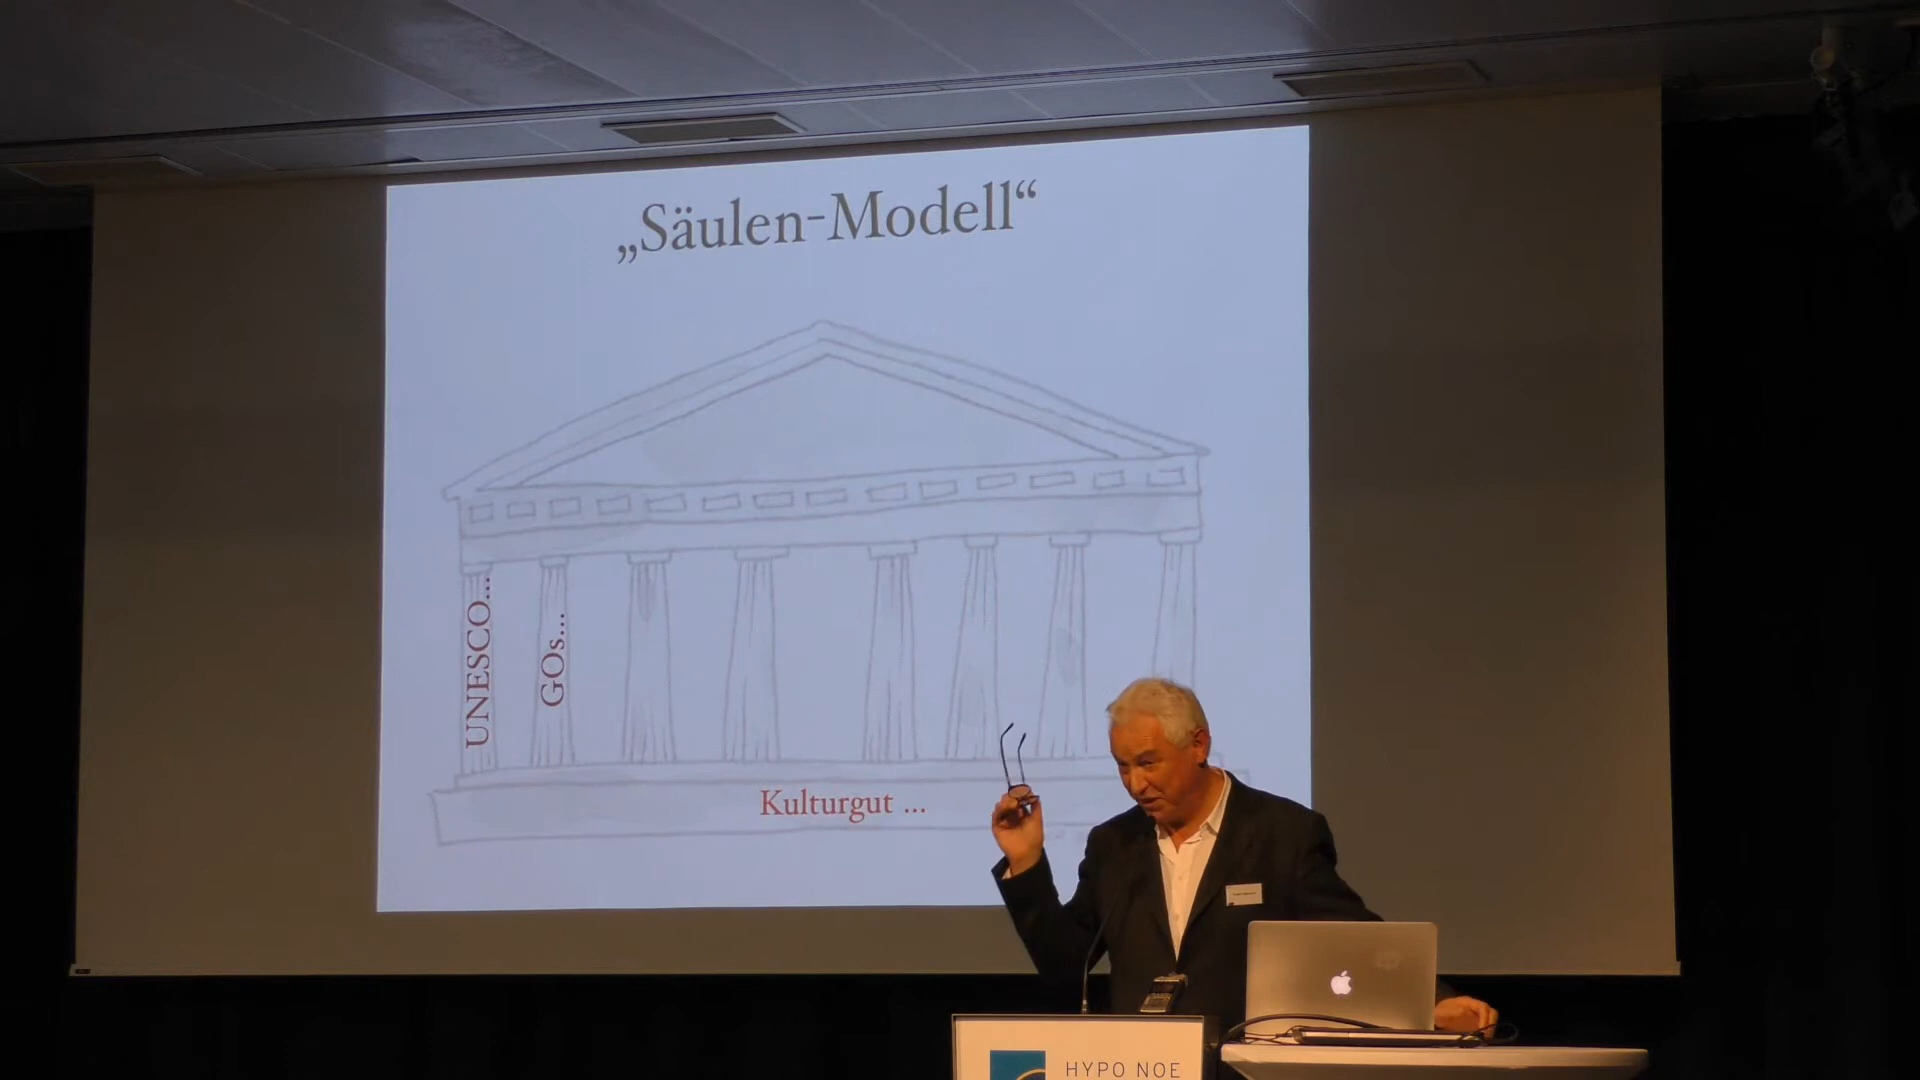 „Säulen-Modell“
UNESCO...
GOs...
Kulturgut ...
HYPO NOE